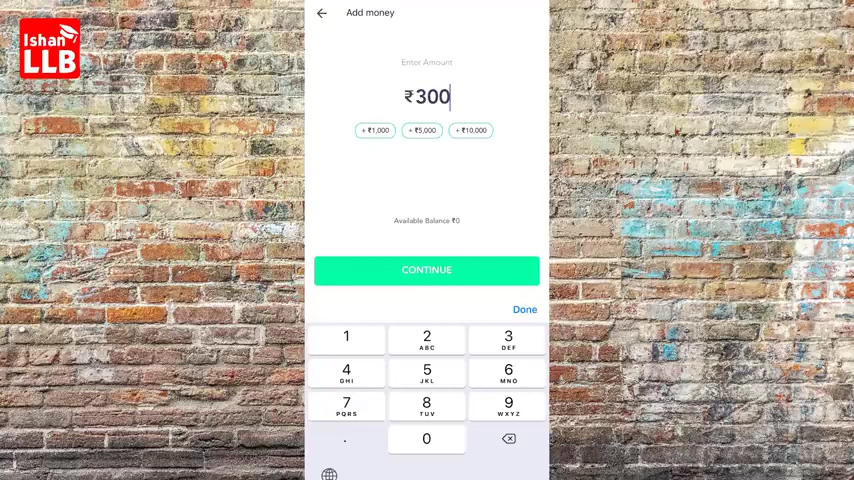 Ishan
LLB
Add money
Enter Amount
₹300
+ ₹1,000 + ₹5,000 + ₹10,000
Available Balance ₹0
CONTINUE
Done
1 2 3
ABC DEF
4 5 6
GHI JKL MNO
7 8 9
PQRS TUV WXYZ
. 0